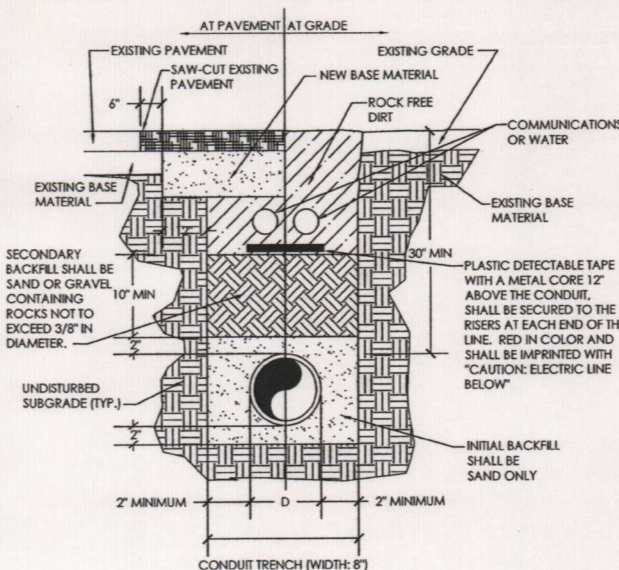 AT PAVEMENT
AT GRADE
EXISTING PAVEMENT
EXISTING GRADE
SAW-CUT EXISTING
PAVEMENT
NEW BASE MATERIAL
6"
ROCK FREE
DIRT
COMMUNICATIONS
OR WATER
EXISTING BASE
MATERIAL
EXISTING BASE
MATERIAL
30" MIN
SECONDARY
BACKFILL SHALL BE
SAND OR GRAVEL
CONTAINING
ROCKS NOT TO
EXCEED 3/8" IN
DIAMETER.
10" MIN
PLASTIC DETECTABLE TAPE
WITH A METAL CORE 12"
ABOVE THE CONDUIT,
SHALL BE SECURED TO THE
RISERS AT EACH END OF TH
LINE. RED IN COLOR AND
SHALL BE IMPRINTED WITH
"CAUTION: ELECTRIC LINE
BELOW"
2"
UNDISTURBED
SUBGRADE (TYP.)
2"
INITIAL BACKFILL
SHALL BE
SAND ONLY
2" MINIMUM
D
2" MINIMUM
CONDUIT TRENCH (WIDTH: 8")